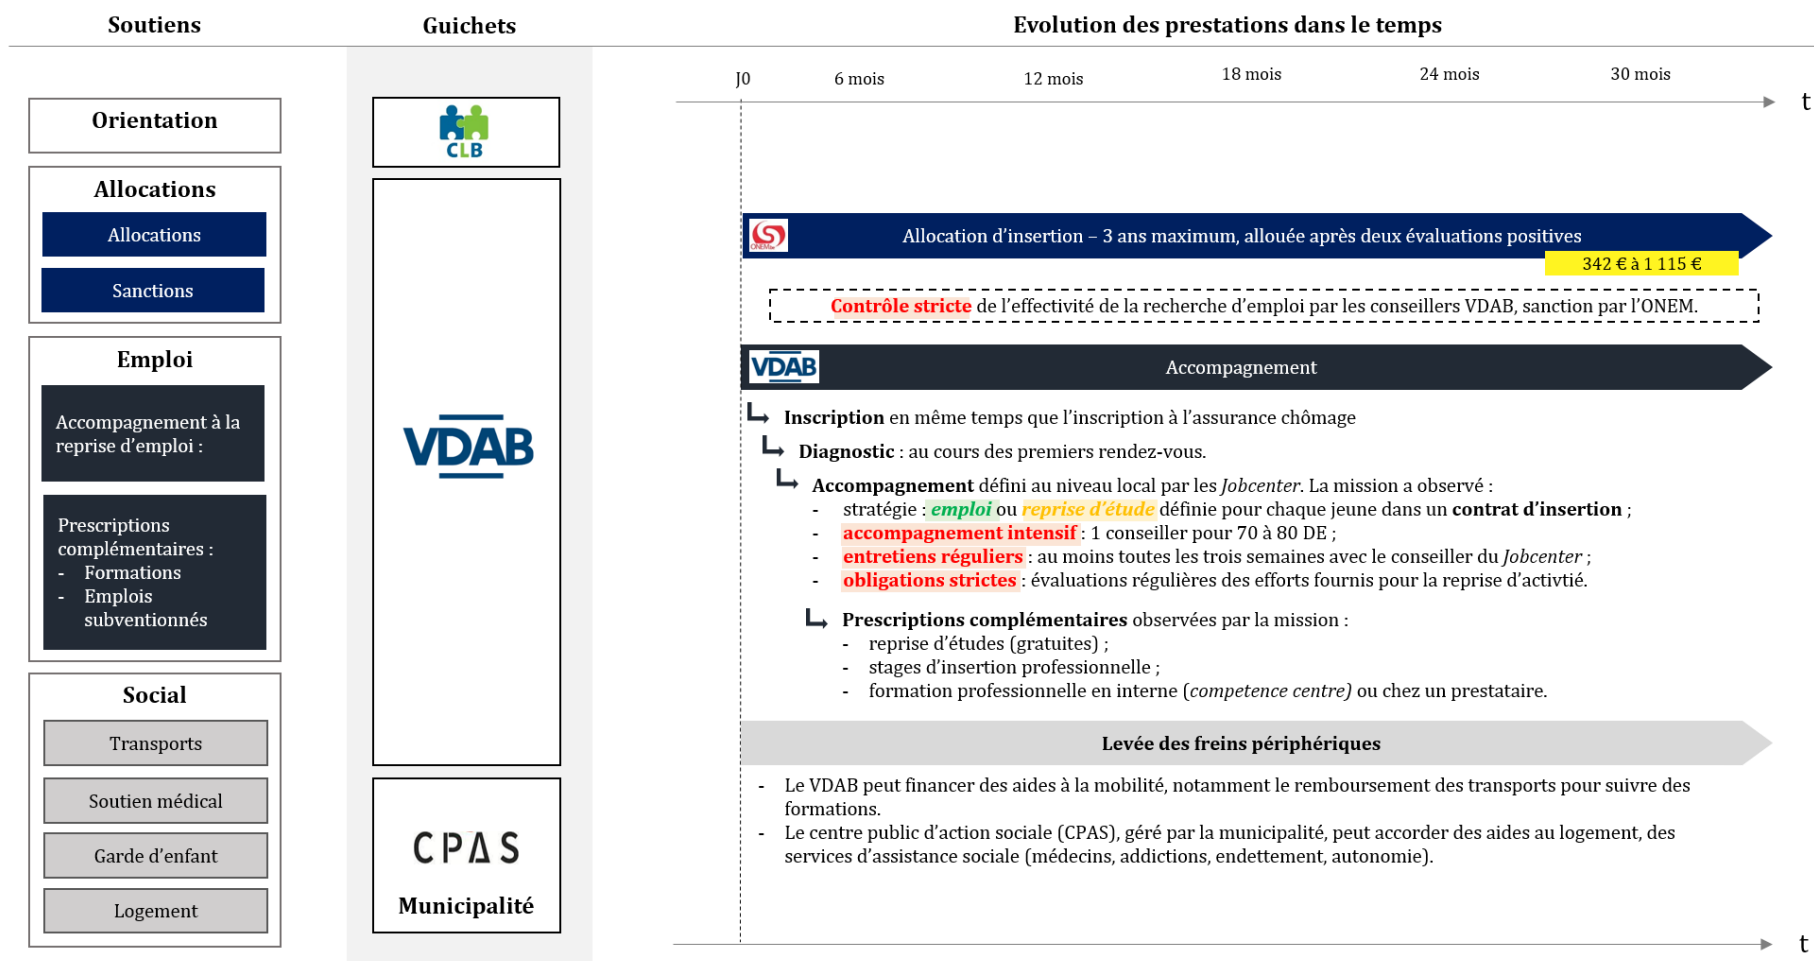 Soutiens
Guichets
Evolution des prestations dans le temps
J0
6 mois
12 mois
18 mois
24 mois
30 mois
t
Orientation
CLB
Allocations
Allocations
Sanctions
ONEM
Allocation d'insertion – 3 ans maximum, allouée après deux évaluations positives
342 € à 1 115 €
Contrôle stricte de l'effectivité de la recherche d'emploi par les conseillers VDAB, sanction par l'ONEM.
Emploi
Accompagnement à la
reprise d'emploi :
Prescriptions
complémentaires :
- Formations
- Emplois
subventionnés
VDAB
VDAB
Accompagnement
Inscription en même temps que l'inscription à l'assurance chômage
Diagnostic : au cours des premiers rendez-vous.
Accompagnement défini au niveau local par les Jobcenter. La mission a observé :
- stratégie : emploi ou reprise d'étude définie pour chaque jeune dans un contrat d'insertion ;
- accompagnement intensif : 1 conseiller pour 70 à 80 DE ;
- entretiens réguliers : au moins toutes les trois semaines avec le conseiller du Jobcenter ;
- obligations strictes : évaluations régulières des efforts fournis pour la reprise d'activtié.
Prescriptions complémentaires observées par la mission :
- reprise d'études (gratuites) ;
- stages d'insertion professionnelle ;
- formation professionnelle en interne (competence centre) ou chez un prestataire.
Social
Transports
Soutien médical
Garde d'enfant
Logement
CPAS
Municipalité
Levée des freins périphériques
- Le VDAB peut financer des aides à la mobilité, notamment le remboursement des transports pour suivre des
formations.
- Le centre public d'action sociale (CPAS), géré par la municipalité, peut accorder des aides au logement, des
services d'assistance sociale (médecins, addictions, endettement, autonomie).
t